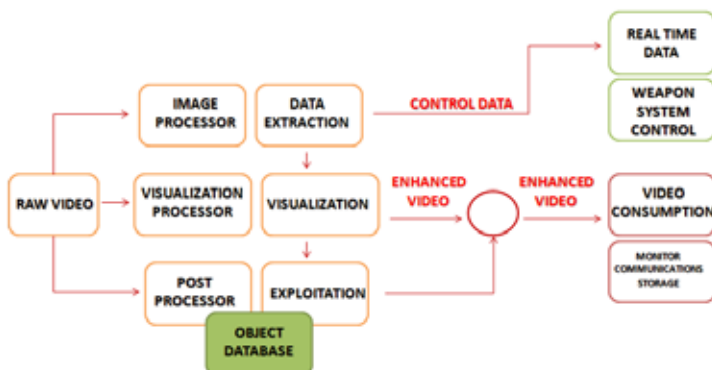 REAL TIME
DATA
IMAGE
PROCESSOR
DATA
EXTRACTION
CONTROL DATA
WEAPON
SYSTEM
CONTROL
RAW VIDEO
VISUALIZATION
PROCESSOR
VISUALIZATION
ENHANCED
VIDEO
ENHANCED
VIDEO
VIDEO
CONSUMPTION
POST
PROCESSOR
EXPLOITATION
MONITOR
COMMUNICATIONS
STORAGE
OBJECT
DATABASE